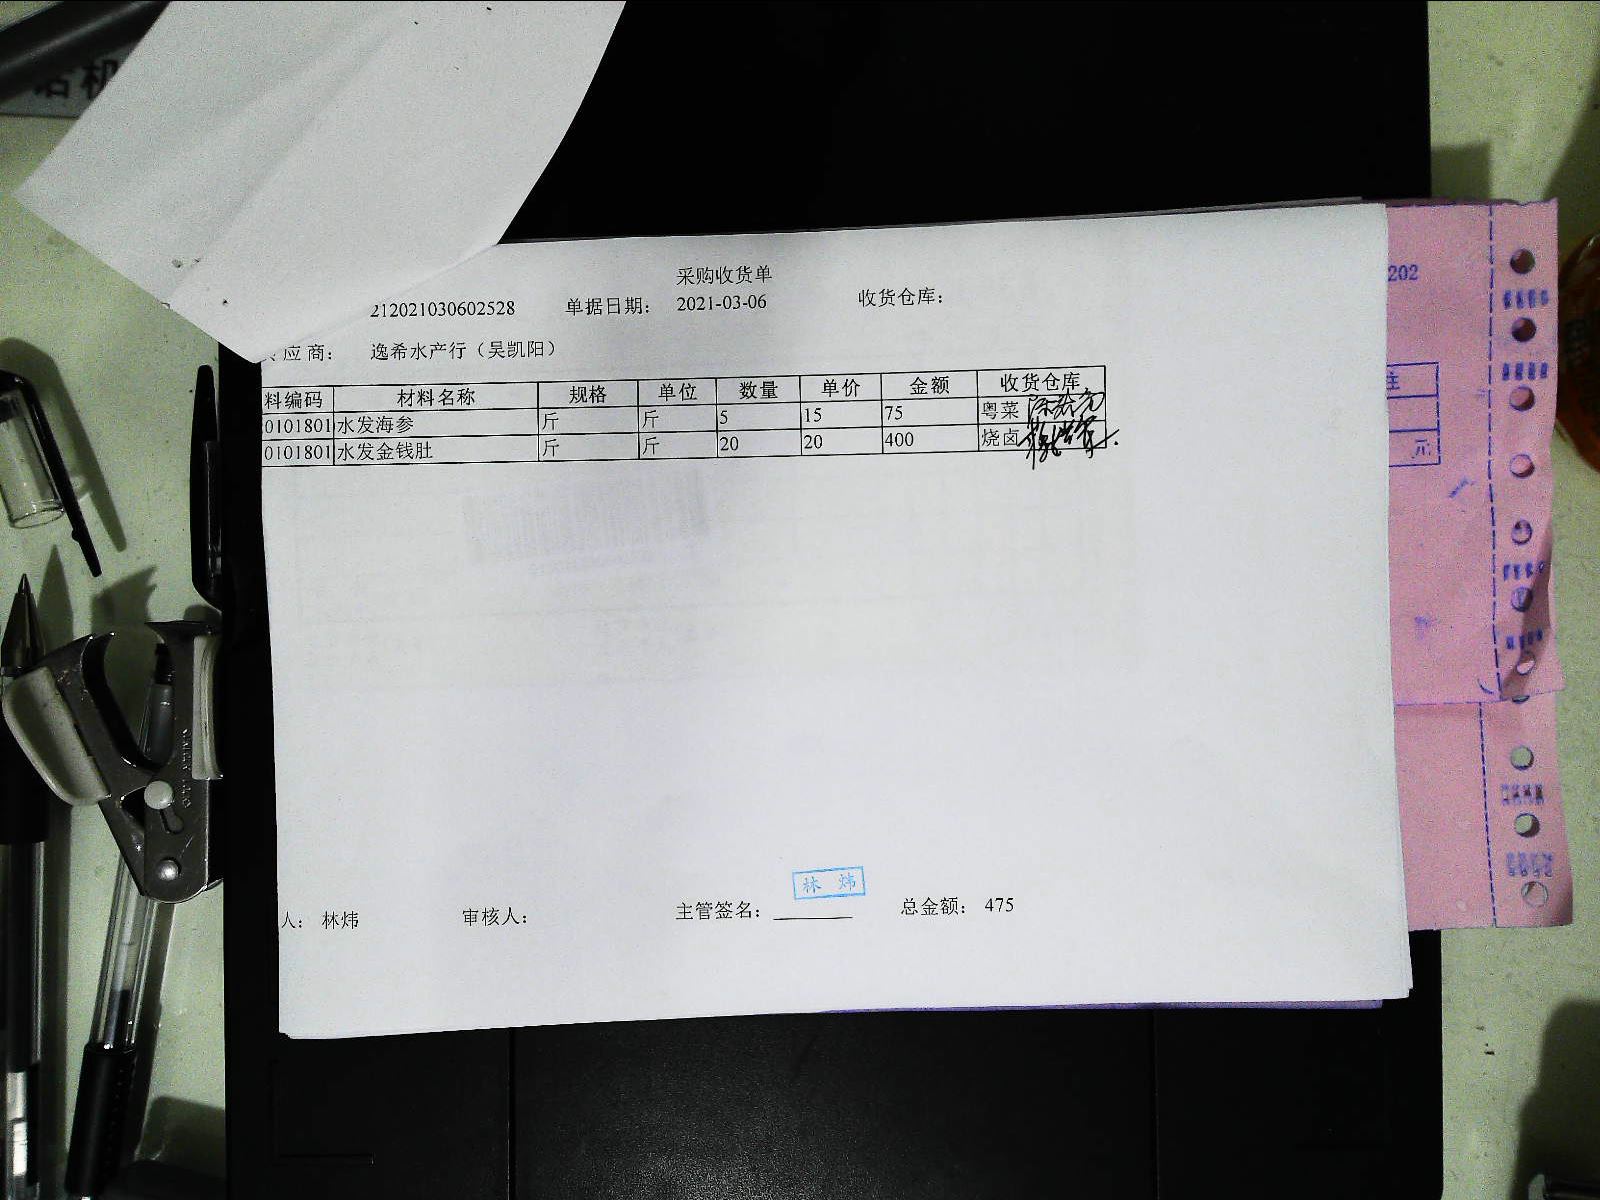 采购收货单
212021030602528 单据日期: 2021-03-06 收货仓库:
应商: 逸希水产行（吴凯阳）
料编码 材料名称 规格 单位 数量 单价 金额 收货仓库
0101801 水发海参 斤 斤 5 15 75 粤菜
0101801 水发金钱肚 斤 斤 20 20 400 烧卤
林 炜
人: 林炜 审核人: 主管签名: 总金额: 475
202
元